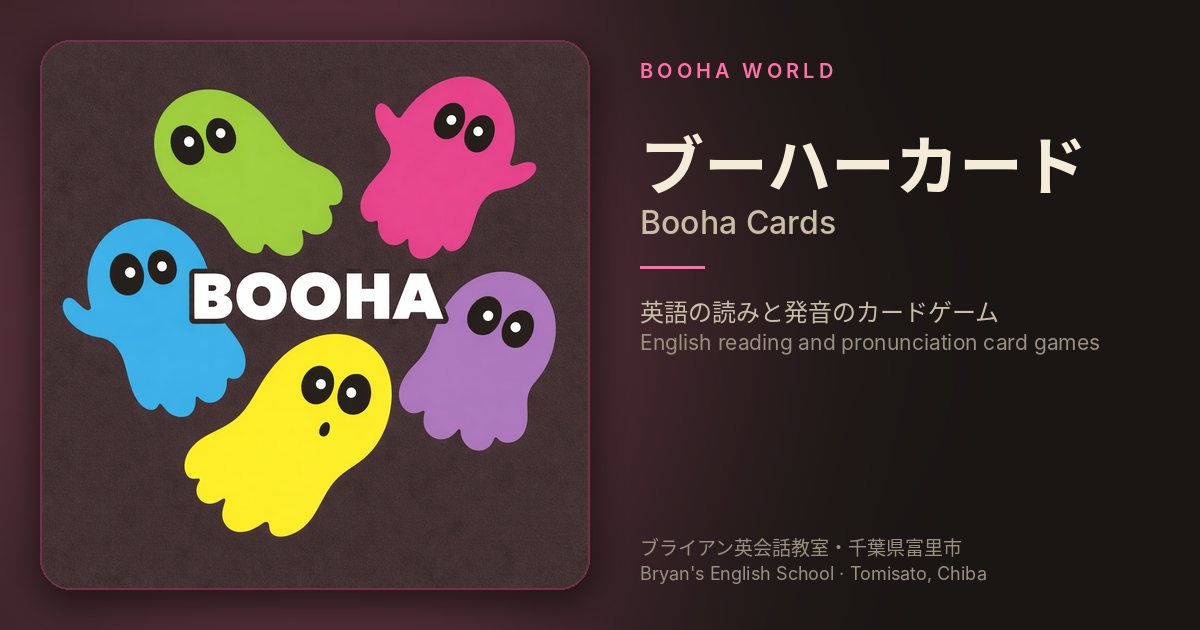 BOOHA
BOOHA WORLD
ブーハーカード
Booha Cards
英語の読みと発音のカードゲーム
English reading and pronunciation card games
ブライアン英会話教室・千葉県富里市
Bryan's English School · Tomisato, Chiba